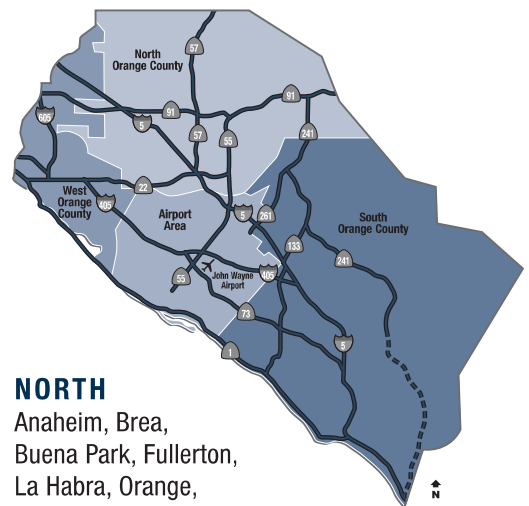 57
North
Orange County
91
91
605
5
57
55
241
22
West
Orange
County
405
Airport
Area
5
261
South
Orange County
133
241
55
John Wayne
Airport
405
73
5
1
NORTH
Anaheim, Brea,
Buena Park, Fullerton,
La Habra, Orange,
N